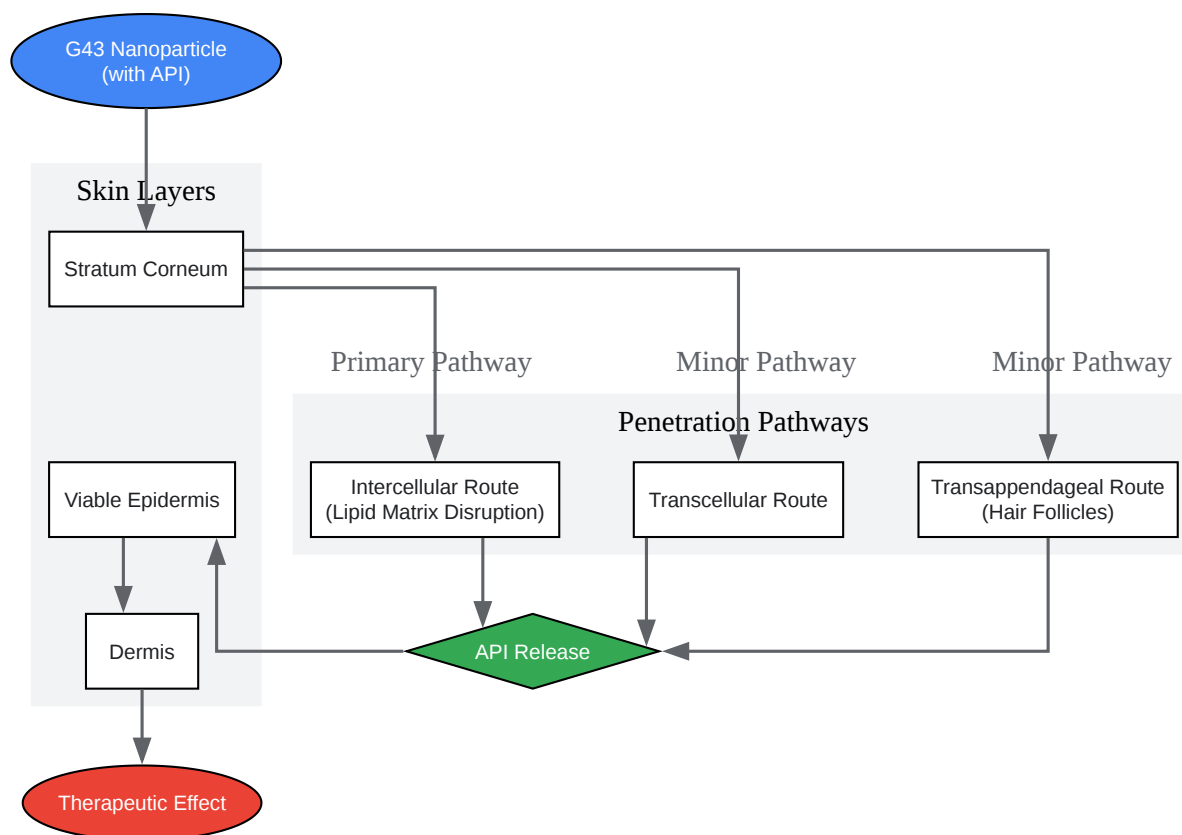 G43 Nanoparticle
(with API)
Skin Layers
Stratum Corneum
Primary Pathway
Minor Pathway
Minor Pathway
Penetration Pathways
Viable Epidermis
Intercellular Route
(Lipid Matrix Disruption)
Transcellular Route
Transappendageal Route
(Hair Follicles)
Dermis
API Release
Therapeutic Effect